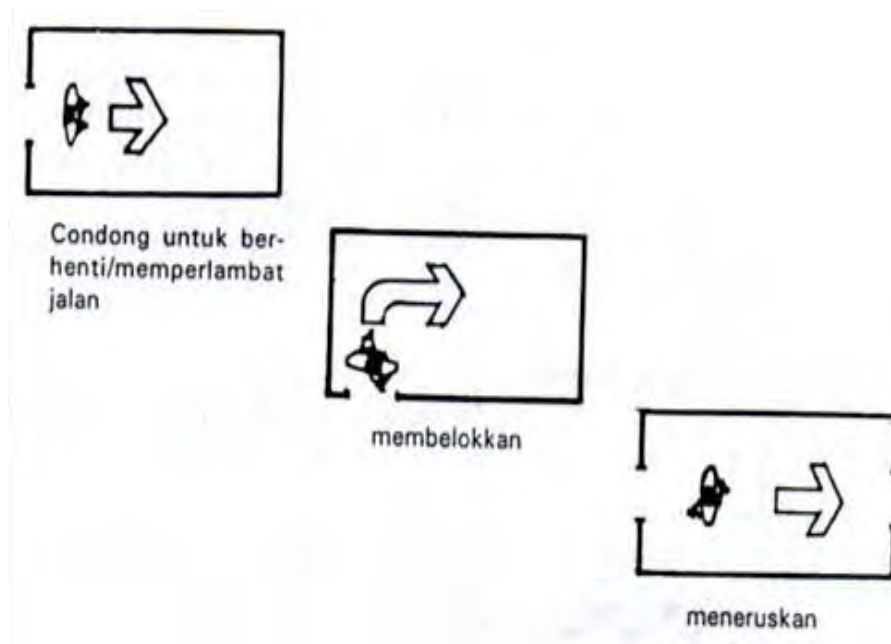 Condong untuk ber-
henti/memperlambat
jalan
membelokkan
meneruskan